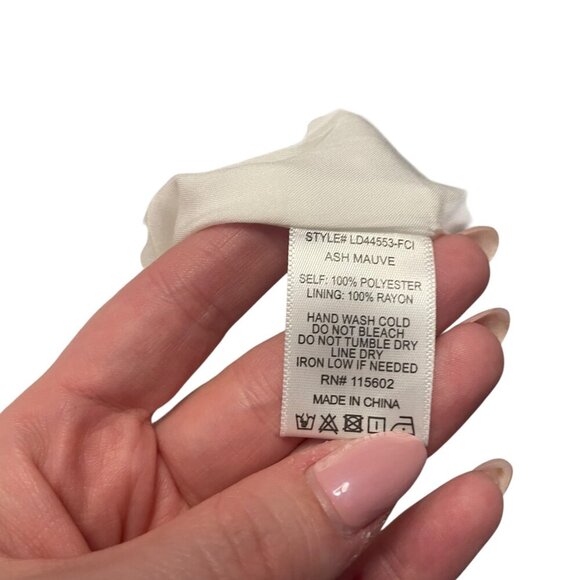 STYLE# LD44553-FCI
ASH MAUVE
SELF: 100% POLYESTER
LINING: 100% RAYON
HAND WASH COLD
DO NOT BLEACH
DO NOT TUMBLE DRY
LINE DRY
IRON LOW IF NEEDED
RN# 115602
MADE IN CHINA